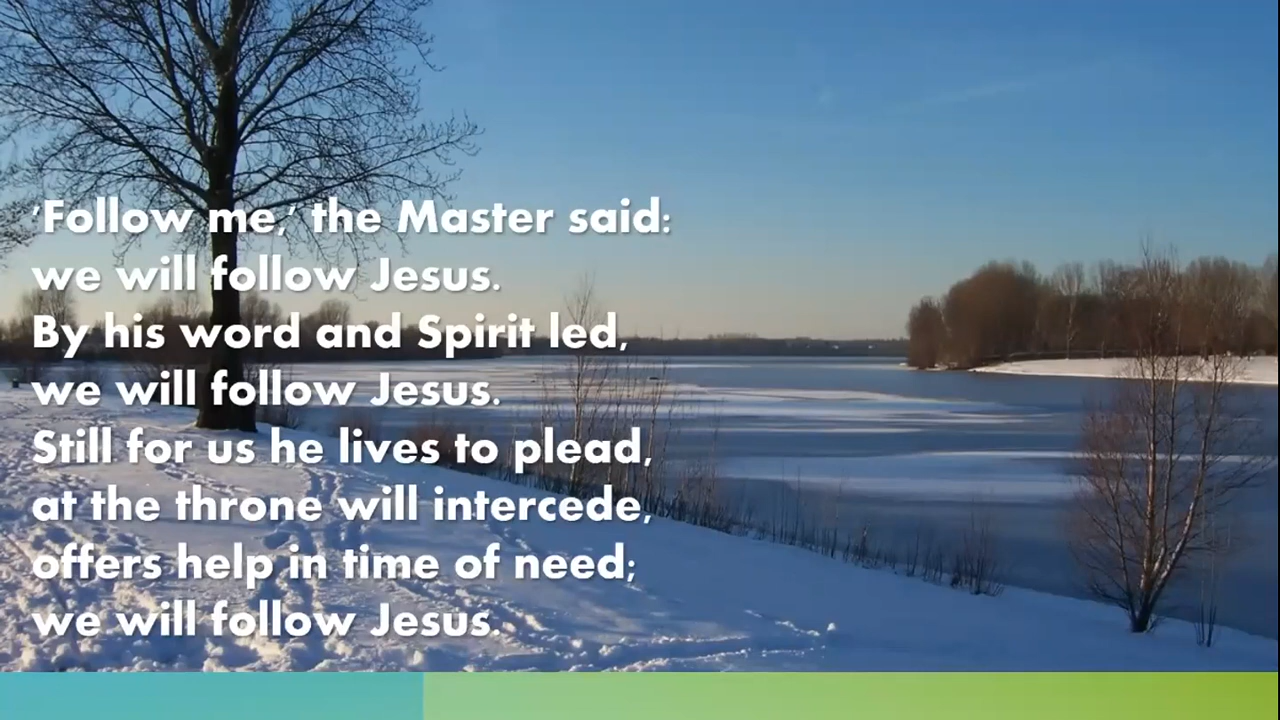 'Follow me,' the Master said:
we will follow Jesus.
By his word and Spirit led,
we will follow Jesus.
Still for us he lives to plead,
at the throne will intercede,
offers help in time of need;
we will follow Jesus.